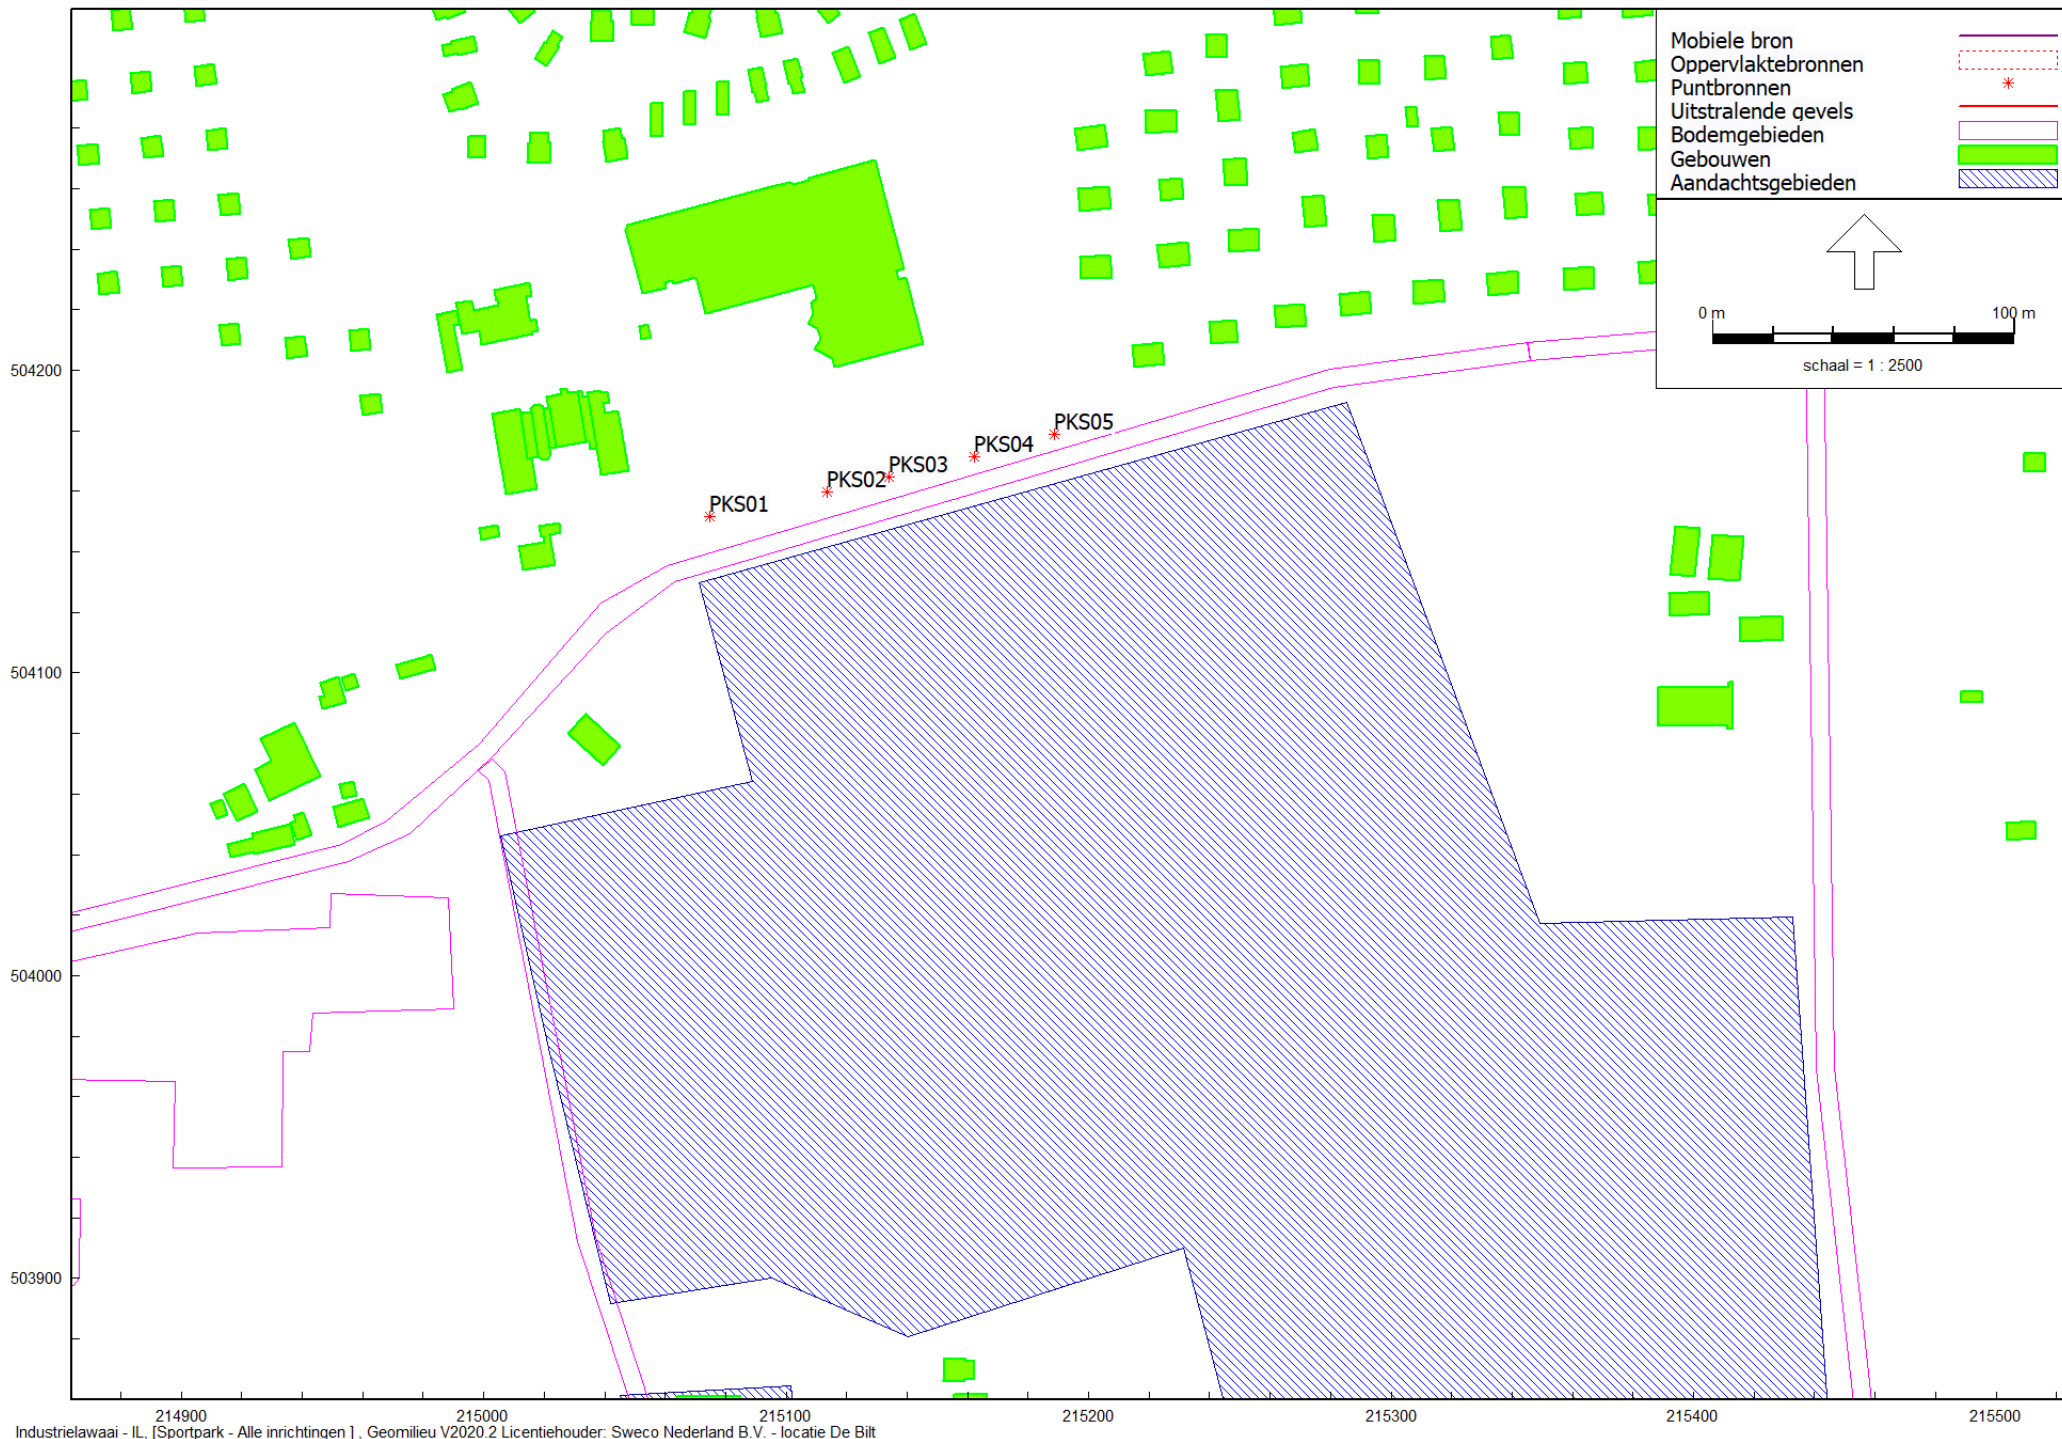 Mobiele bron
Oppervlaktebronnen
Puntbronnen
Uitstralende gevels
Bodemgebieden
Gebouwen
Aandachtsgebieden
0 m 100 m
schaal = 1 : 2500
504200
PKS05
PKS04
PKS03
PKS02
PKS01
504100
504000
503900
214900 215000 215100 215200 215300 215400 215500
Industrielawaai - IL, [Sportpark - Alle inrichtingen ] , Geomilieu V2020.2 Licentiehouder: Sweco Nederland B.V. - locatie De Bilt